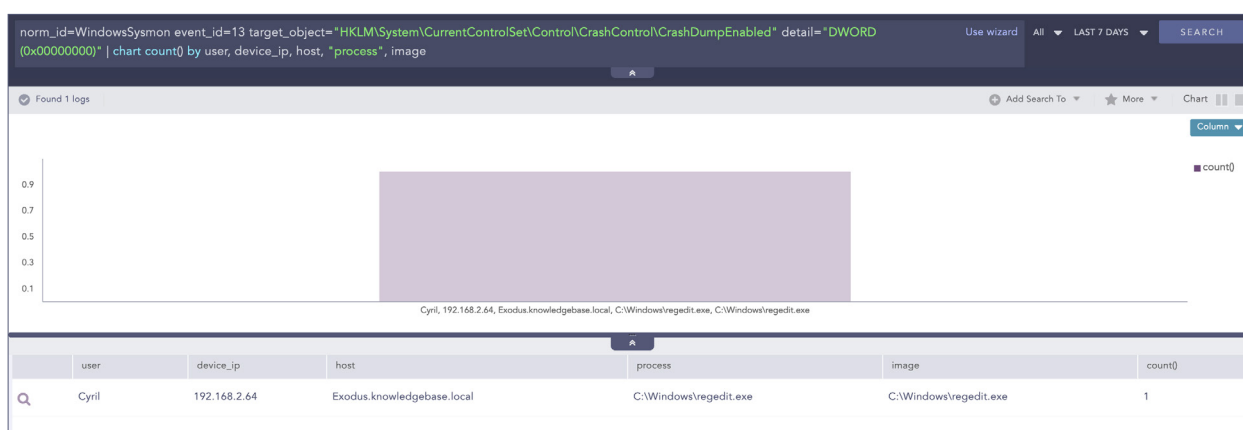 norm_id=WindowsSysmon event_id=13 target_object="HKLM\System\CurrentControlSet\Control\CrashControl\CrashDumpEnabled" detail="DWORD
(0x00000000)" | chart count() by user, device_ip, host, "process", image
Use wizard All LAST 7 DAYS SEARCH
Found 1 logs
Add Search To More Chart
Column
count()
0.9
0.7
0.5
0.3
0.1
Cyril, 192.168.2.64, Exodus.knowledgebase.local, C:\Windows\regedit.exe, C:\Windows\regedit.exe
user device_ip host process image count()
Cyril 192.168.2.64 Exodus.knowledgebase.local C:\Windows\regedit.exe C:\Windows\regedit.exe 1